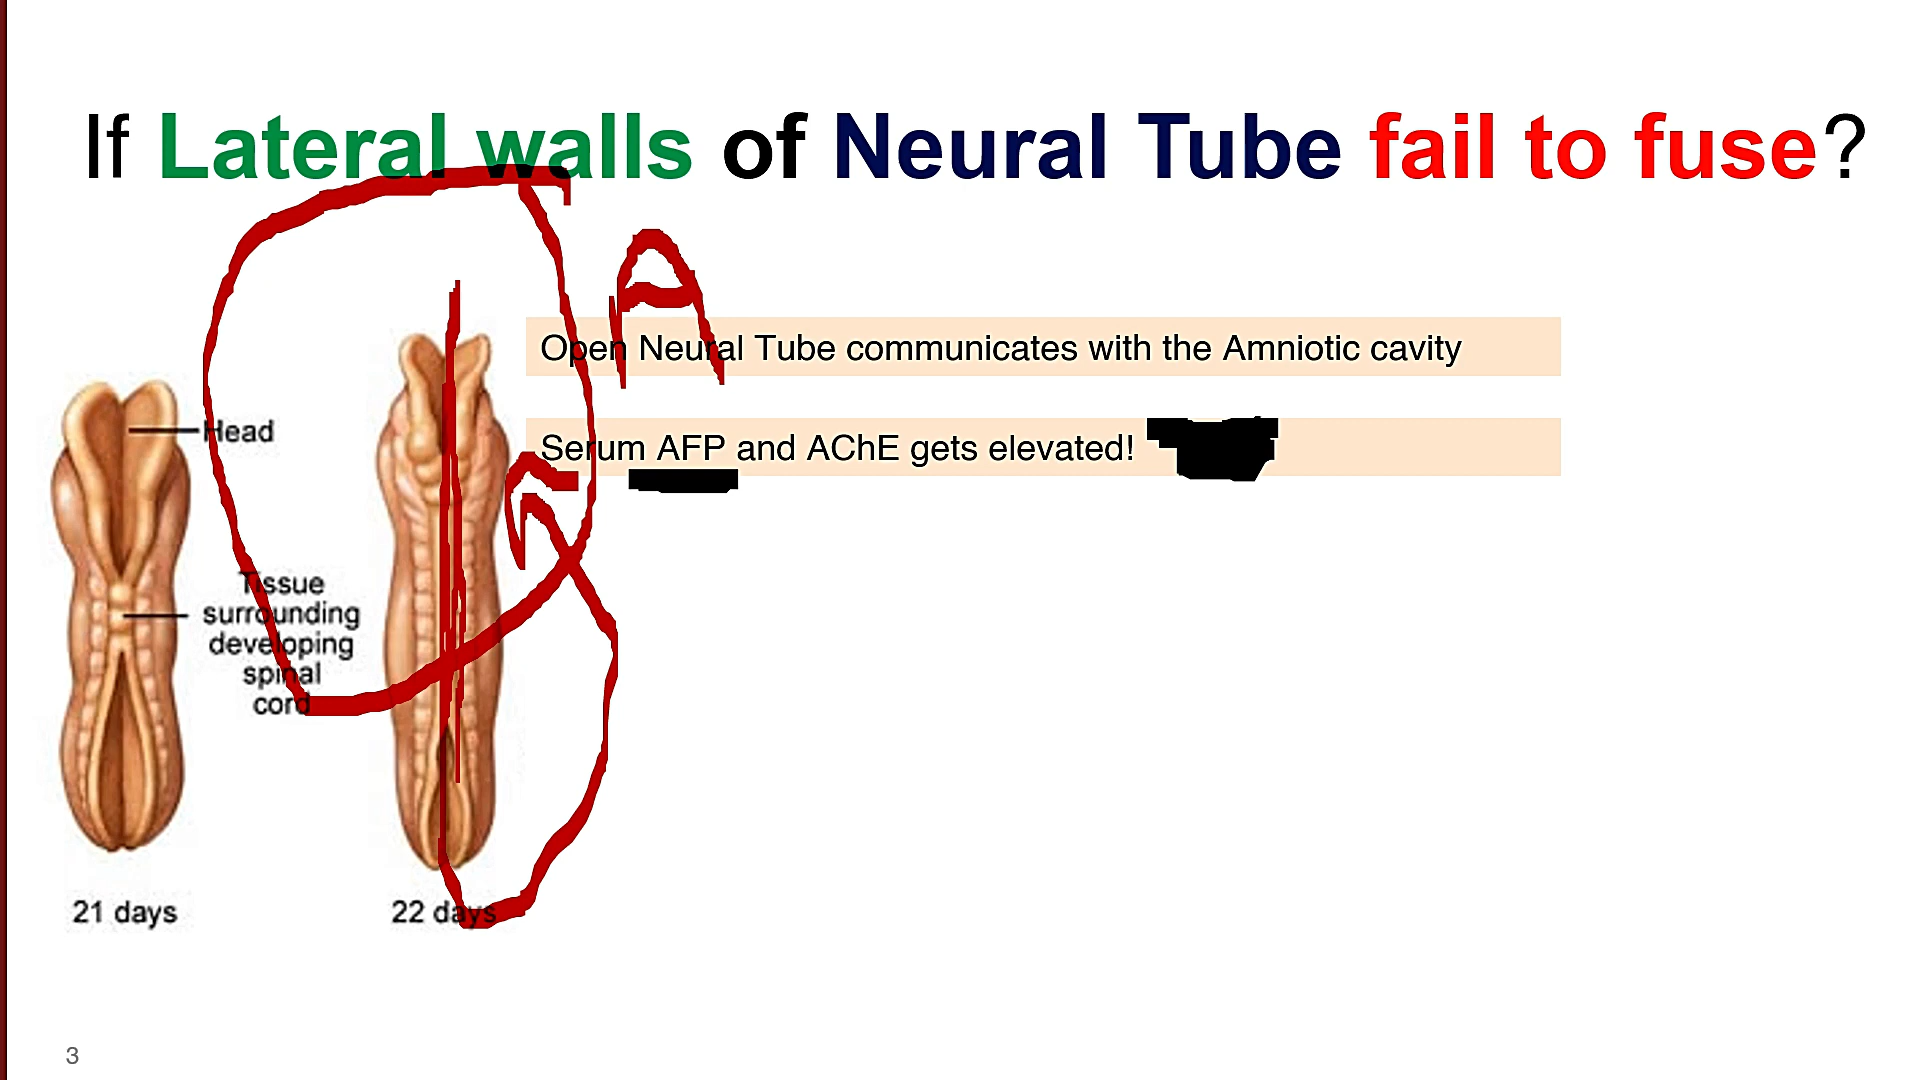 If Lateral walls of Neural Tube fail to fuse?
A
Open Neural Tube communicates with the Amniotic cavity
Serum AFP and AChE gets elevated!
Head
Tissue
surrounding
developing
spinal
cord
21 days
22 days
3